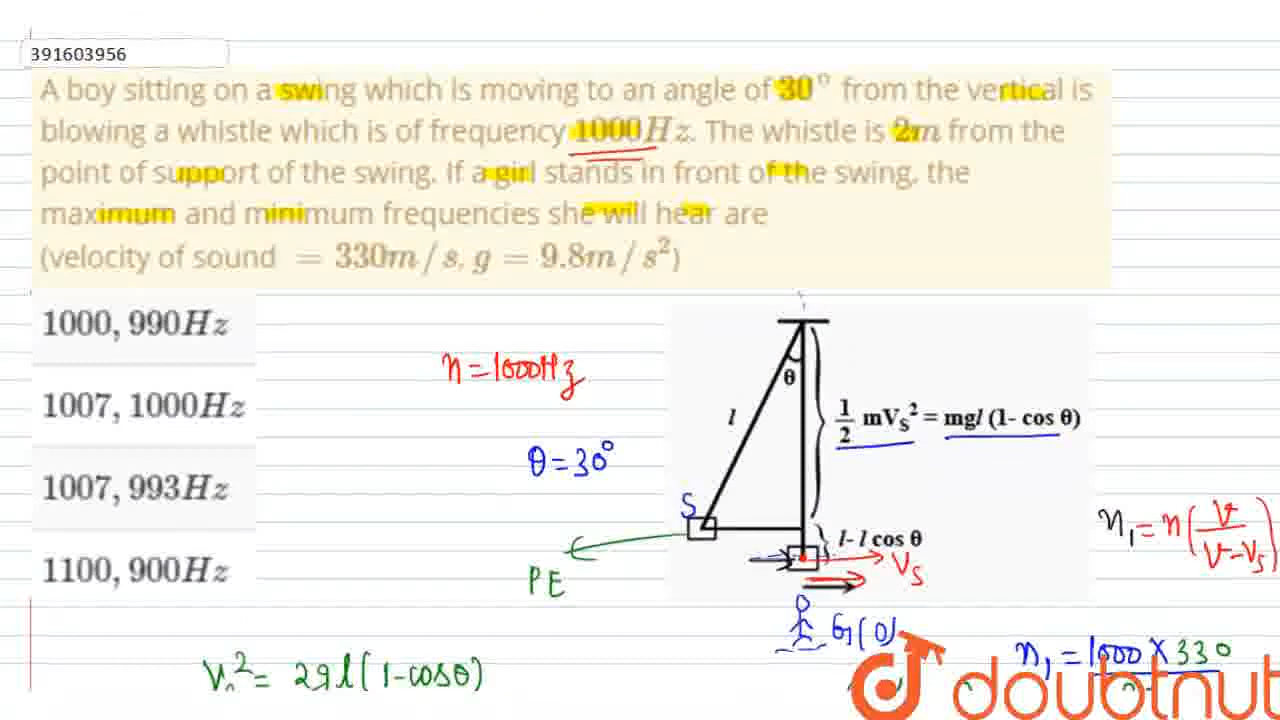 391603956
A boy sitting on a swing which is moving to an angle of 30° from the vertical is
blowing a whistle which is of frequency 1000Hz. The whistle is 2m from the
point of support of the swing. If a girl stands in front of the swing, the
maximum and minimum frequencies she will hear are
(velocity of sound = 330m/s, g = 9.8m/s²)
1000, 990Hz
1007, 1000Hz
1007, 993Hz
1100, 900Hz
n = 1000Hz
θ = 30°
θ
l
1/2 mVs² = mgl (1- cos θ)
S
l- l cos θ
Vs
PE
G(O)
n₁ = n(V/(V-Vs))
n₁ = 1000 × 330
= 2gl(1-cosθ)
doubtnut